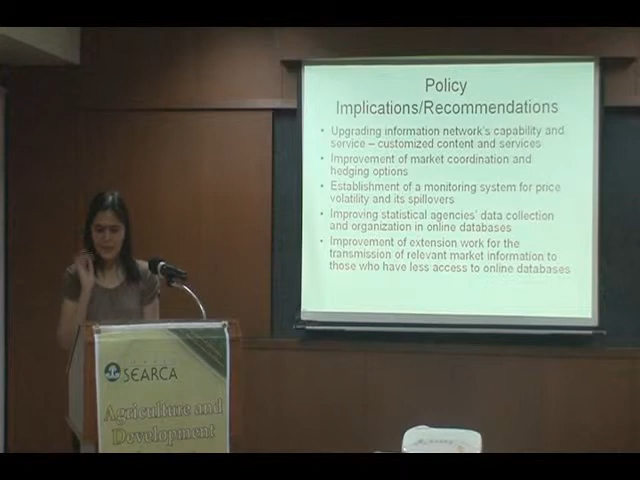 Policy
Implications/Recommendations
• Upgrading information network's capability and
service – customized content and services
• Improvement of market coordination and
hedging options
• Establishment of a monitoring system for price
volatility and its spillovers
• Improving statistical agencies' data collection
and organization in online databases
• Improvement of extension work for the
transmission of relevant market information to
those who have less access to online databases
SEARCA
Agriculture and
Development